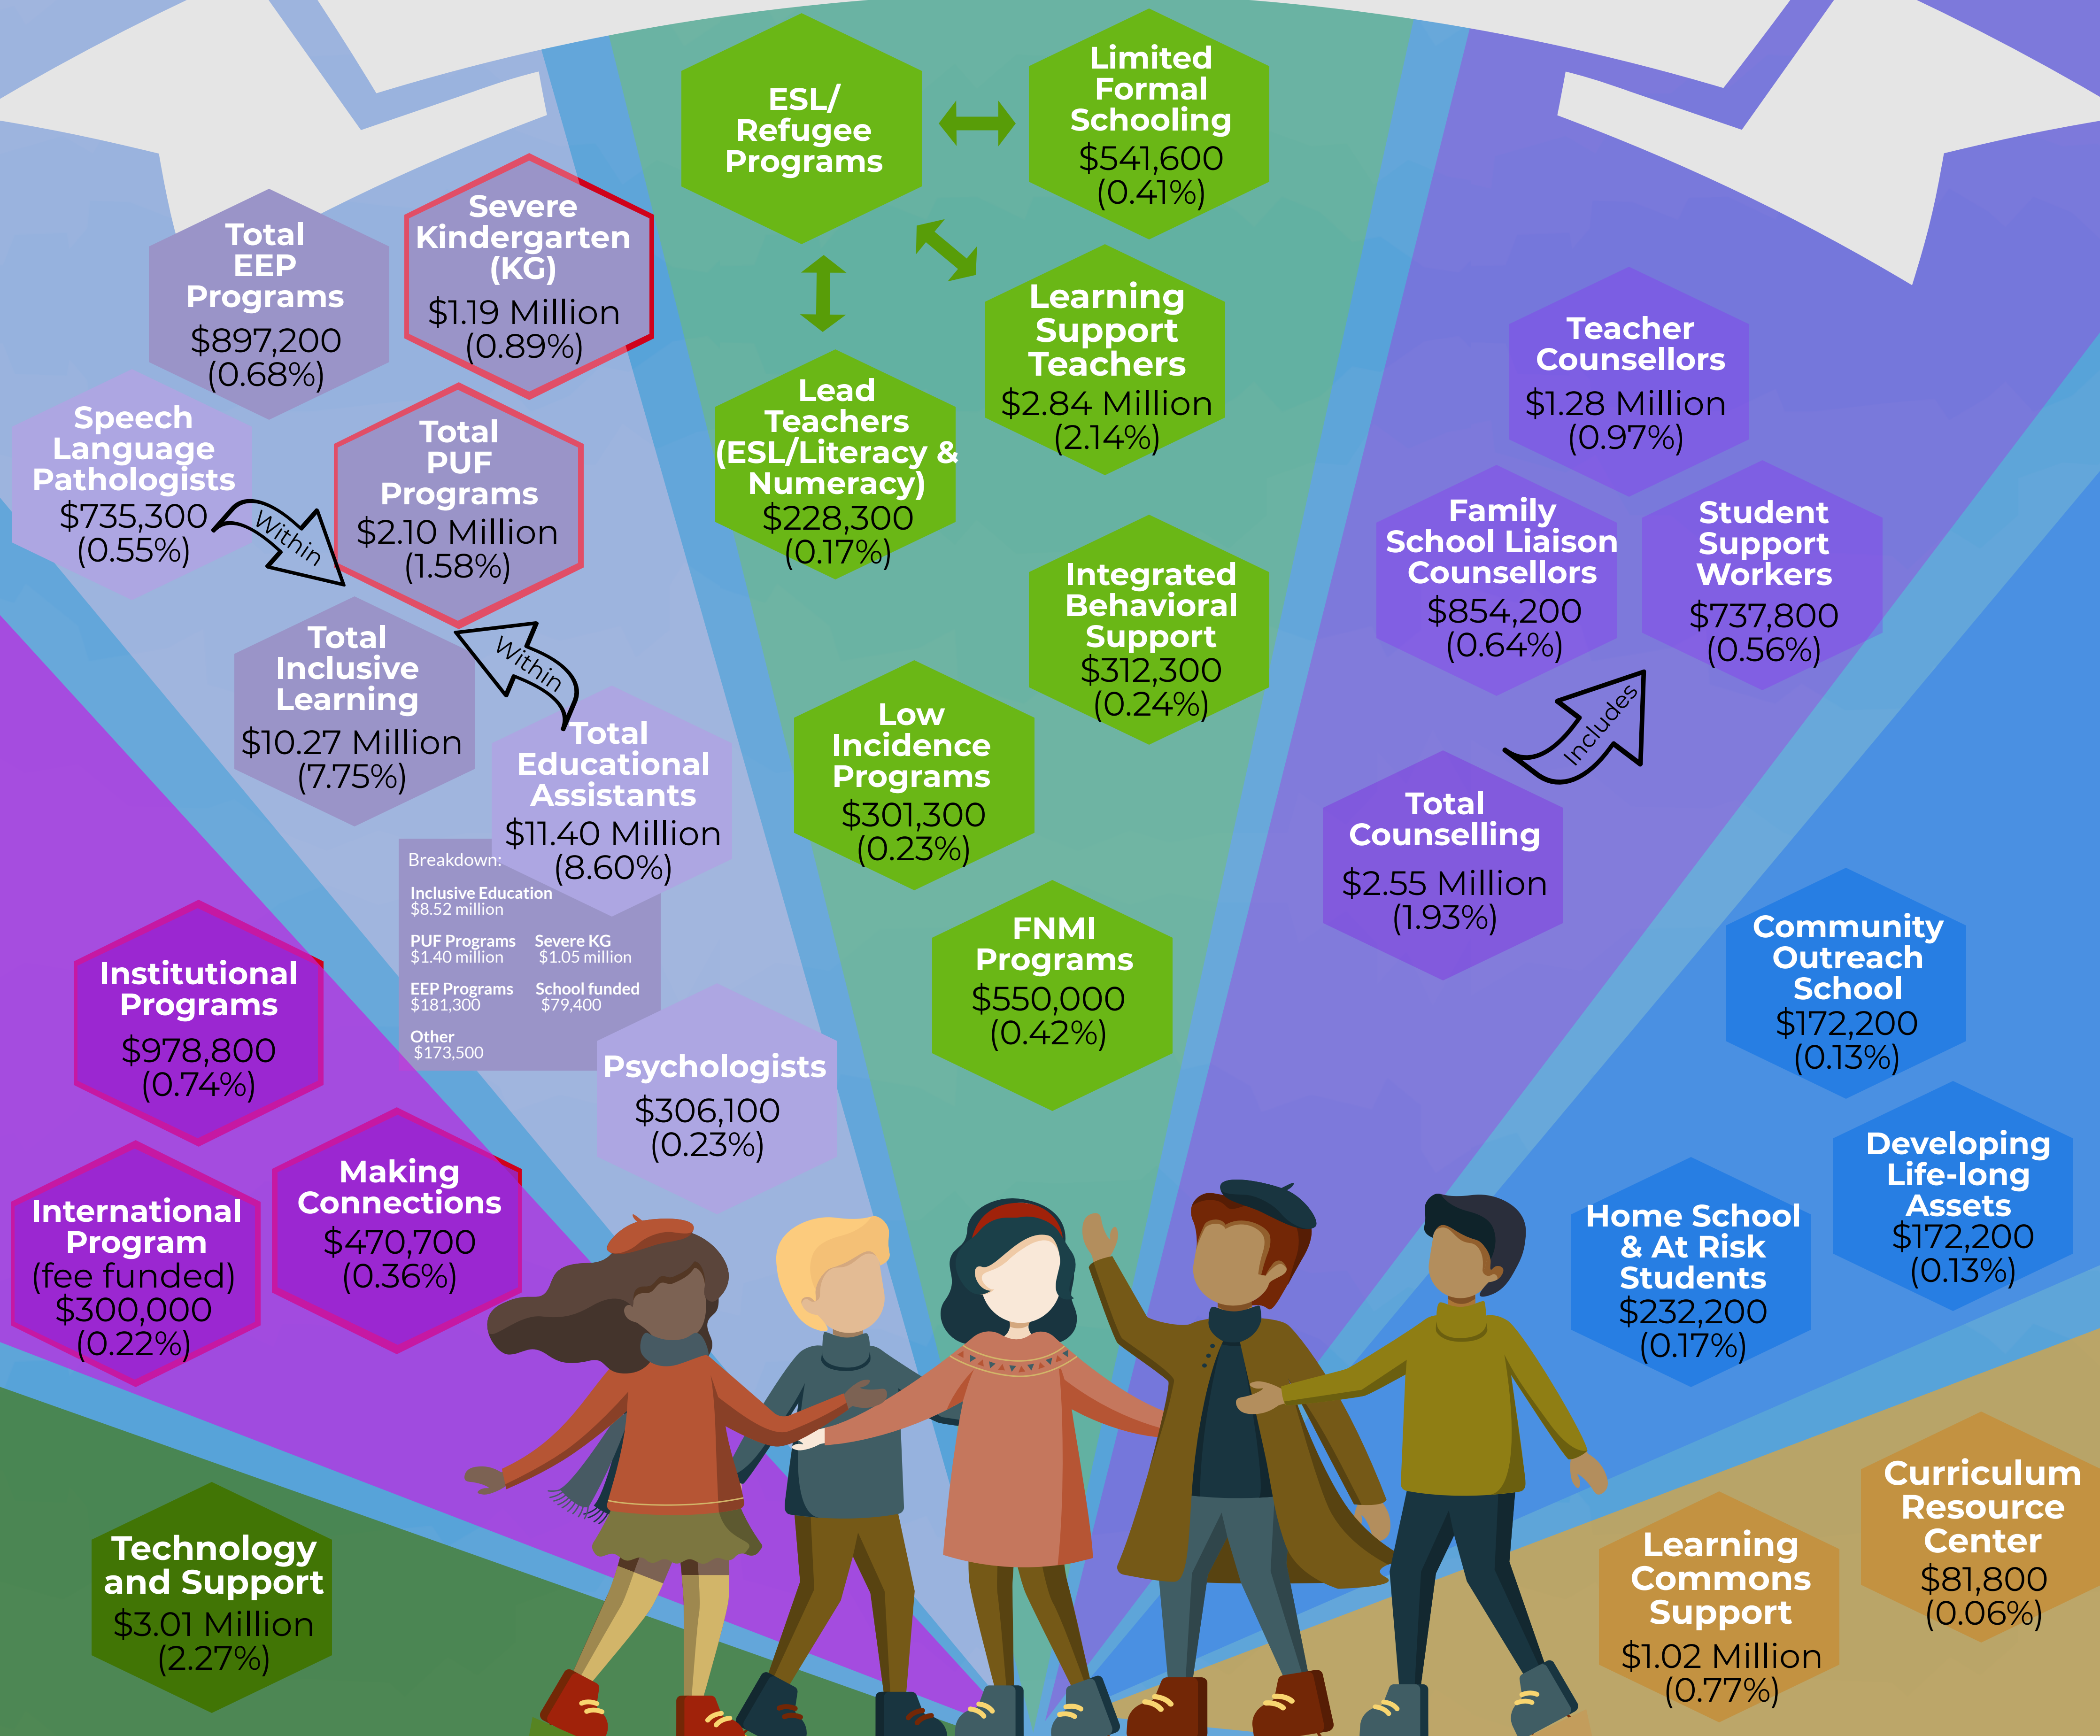 ESL/
Refugee
Programs
Limited
Formal
Schooling
$541,600
(0.41%)
Severe
Kindergarten
(KG)
$1.19 Million
(0.89%)
Total
EEP
Programs
$897,200
(0.68%)
Learning
Support
Teachers
$2.84 Million
(2.14%)
Teacher
Counsellors
$1.28 Million
(0.97%)
Speech
Language
Pathologists
$735,300
(0.55%)
Within
Total
PUF
Programs
$2.10 Million
(1.58%)
Lead
Teachers
(ESL/Literacy &
Numeracy)
$228,300
(0.17%)
Family
School Liaison
Counsellors
$854,200
(0.64%)
Student
Support
Workers
$737,800
(0.56%)
Integrated
Behavioral
Support
$312,300
(0.24%)
Total
Inclusive
Learning
$10.27 Million
(7.75%)
Within
Total
Educational
Assistants
$11.40 Million
(8.60%)
Low
Incidence
Programs
$301,300
(0.23%)
Includes
Total
Counselling
$2.55 Million
(1.93%)
Breakdown:
Inclusive Education
$8.52 million
PUF Programs Severe KG
$1.40 million $1.05 million
EEP Programs School funded
$181,300 $79,400
Other
$173,500
FNMI
Programs
$550,000
(0.42%)
Community
Outreach
School
$172,200
(0.13%)
Institutional
Programs
$978,800
(0.74%)
Psychologists
$306,100
(0.23%)
Developing
Life-long
Assets
$172,200
(0.13%)
Making
Connections
$470,700
(0.36%)
International
Program
(fee funded)
$300,000
(0.22%)
Home School
& At Risk
Students
$232,200
(0.17%)
Technology
and Support
$3.01 Million
(2.27%)
Curriculum
Resource
Center
$81,800
(0.06%)
Learning
Commons
Support
$1.02 Million
(0.77%)